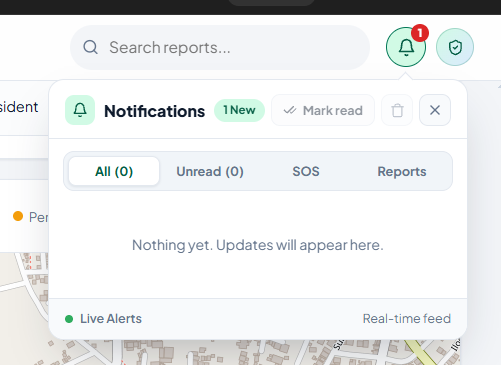 Search reports...
1
sident
Notifications
1 New
Mark read
All (0)
Unread (0)
SOS
Reports
Per
Nothing yet. Updates will appear here.
Live Alerts
Real-time feed